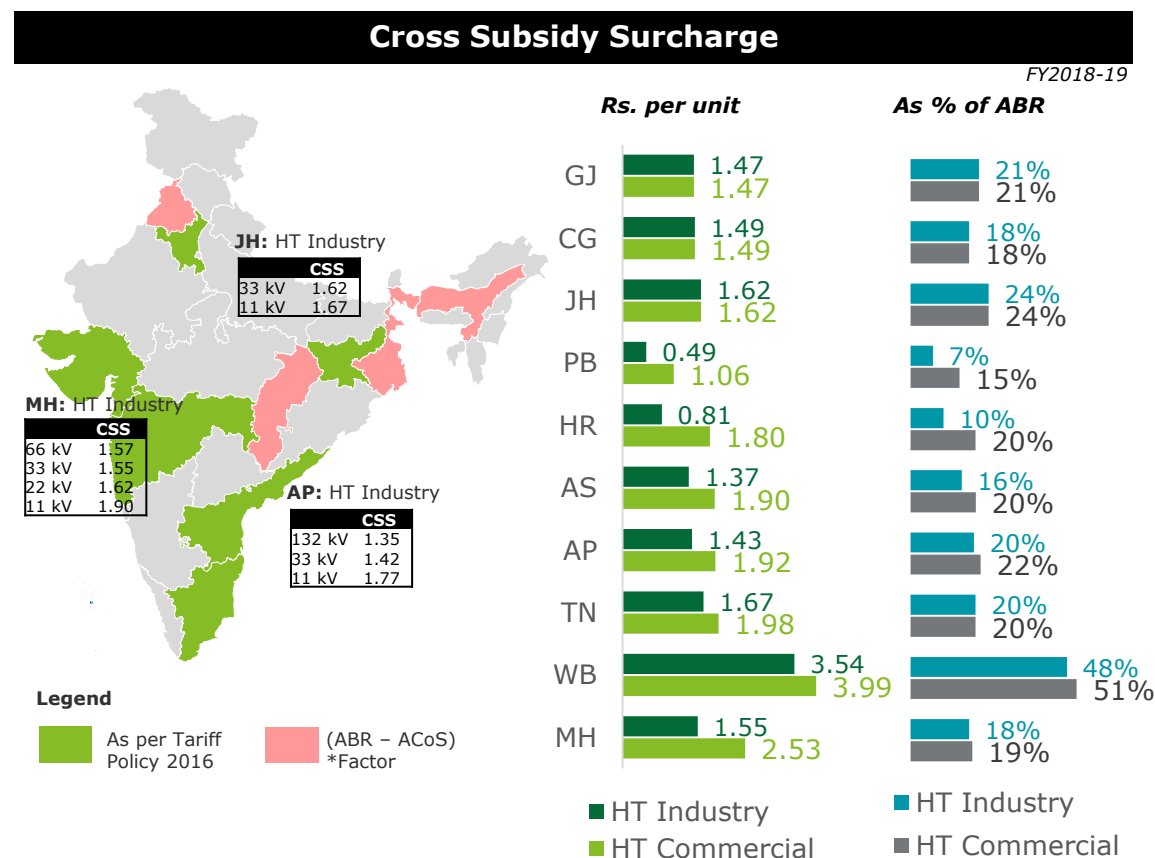 Cross Subsidy Surcharge
FY2018-19
JH: HT Industry
CSS
33 kV 1.62
11 kV 1.67
MH: HT Industry
CSS
66 kV 1.57
33 kV 1.55
22 kV 1.62
11 kV 1.90
AP: HT Industry
CSS
132 kV 1.35
33 kV 1.42
11 kV 1.77
Legend
As per Tariff
Policy 2016
(ABR – ACoS)
*Factor
Rs. per unit
GJ 1.47
1.47
CG 1.49
1.49
JH 1.62
1.62
PB 0.49
1.06
HR 0.81
1.80
AS 1.37
1.90
AP 1.43
1.92
TN 1.67
1.98
WB 3.54
3.99
MH 1.55
2.53
HT Industry
HT Commercial
As % of ABR
21%
21%
18%
18%
24%
24%
7%
15%
10%
20%
16%
20%
20%
22%
20%
20%
48%
51%
18%
19%
HT Industry
HT Commercial